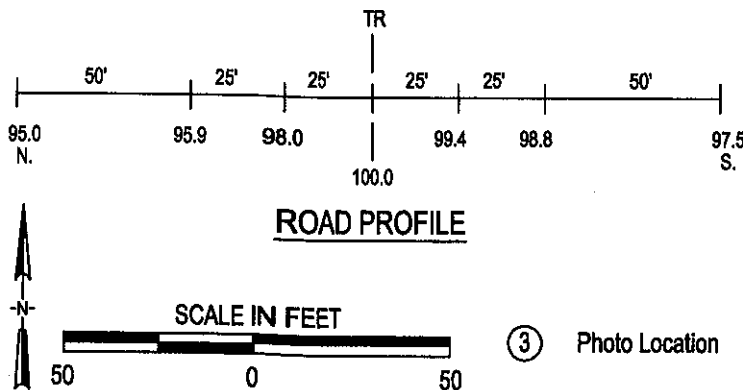 TR
50' 25' 25' 25' 25' 50'
95.0 95.9 98.0 99.4 98.8 97.5
N. S.
100.0
ROAD PROFILE
-N-
SCALE IN FEET
50 0 50
3 Photo Location